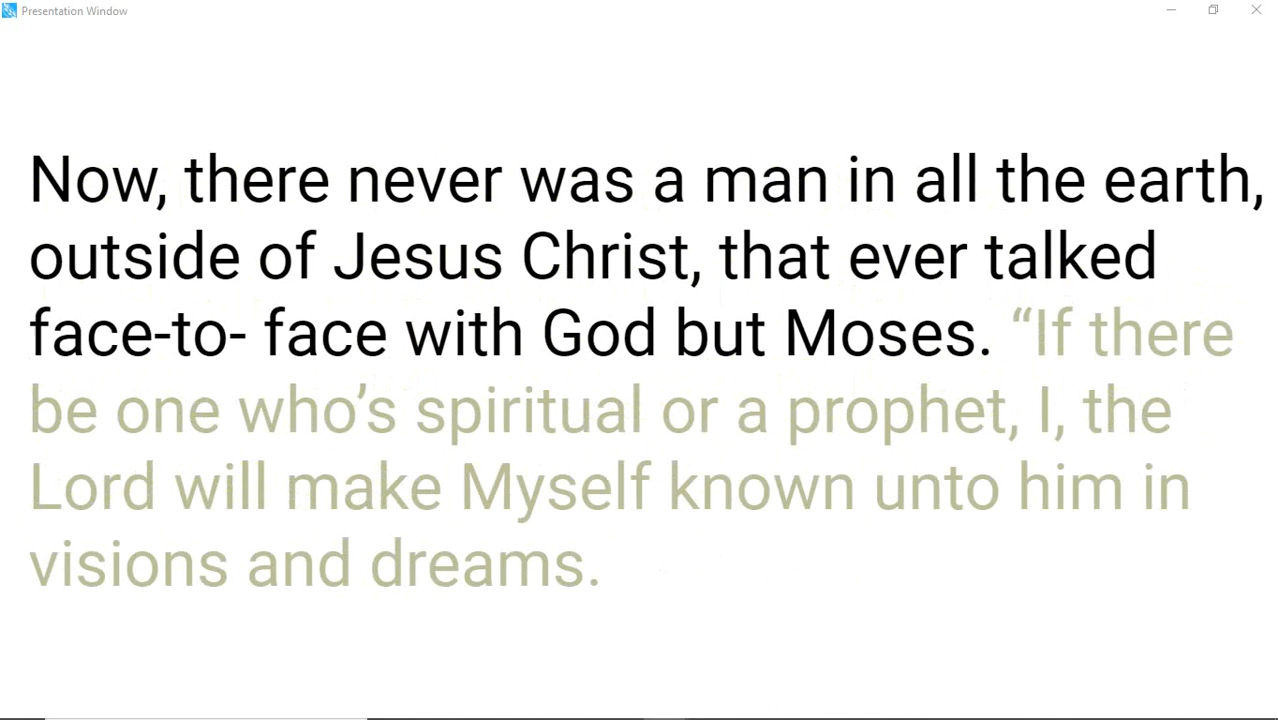 Presentation Window
Now, there never was a man in all the earth,
outside of Jesus Christ, that ever talked
face-to- face with God but Moses. “If there
be one who’s spiritual or a prophet, I, the
Lord will make Myself known unto him in
visions and dreams.